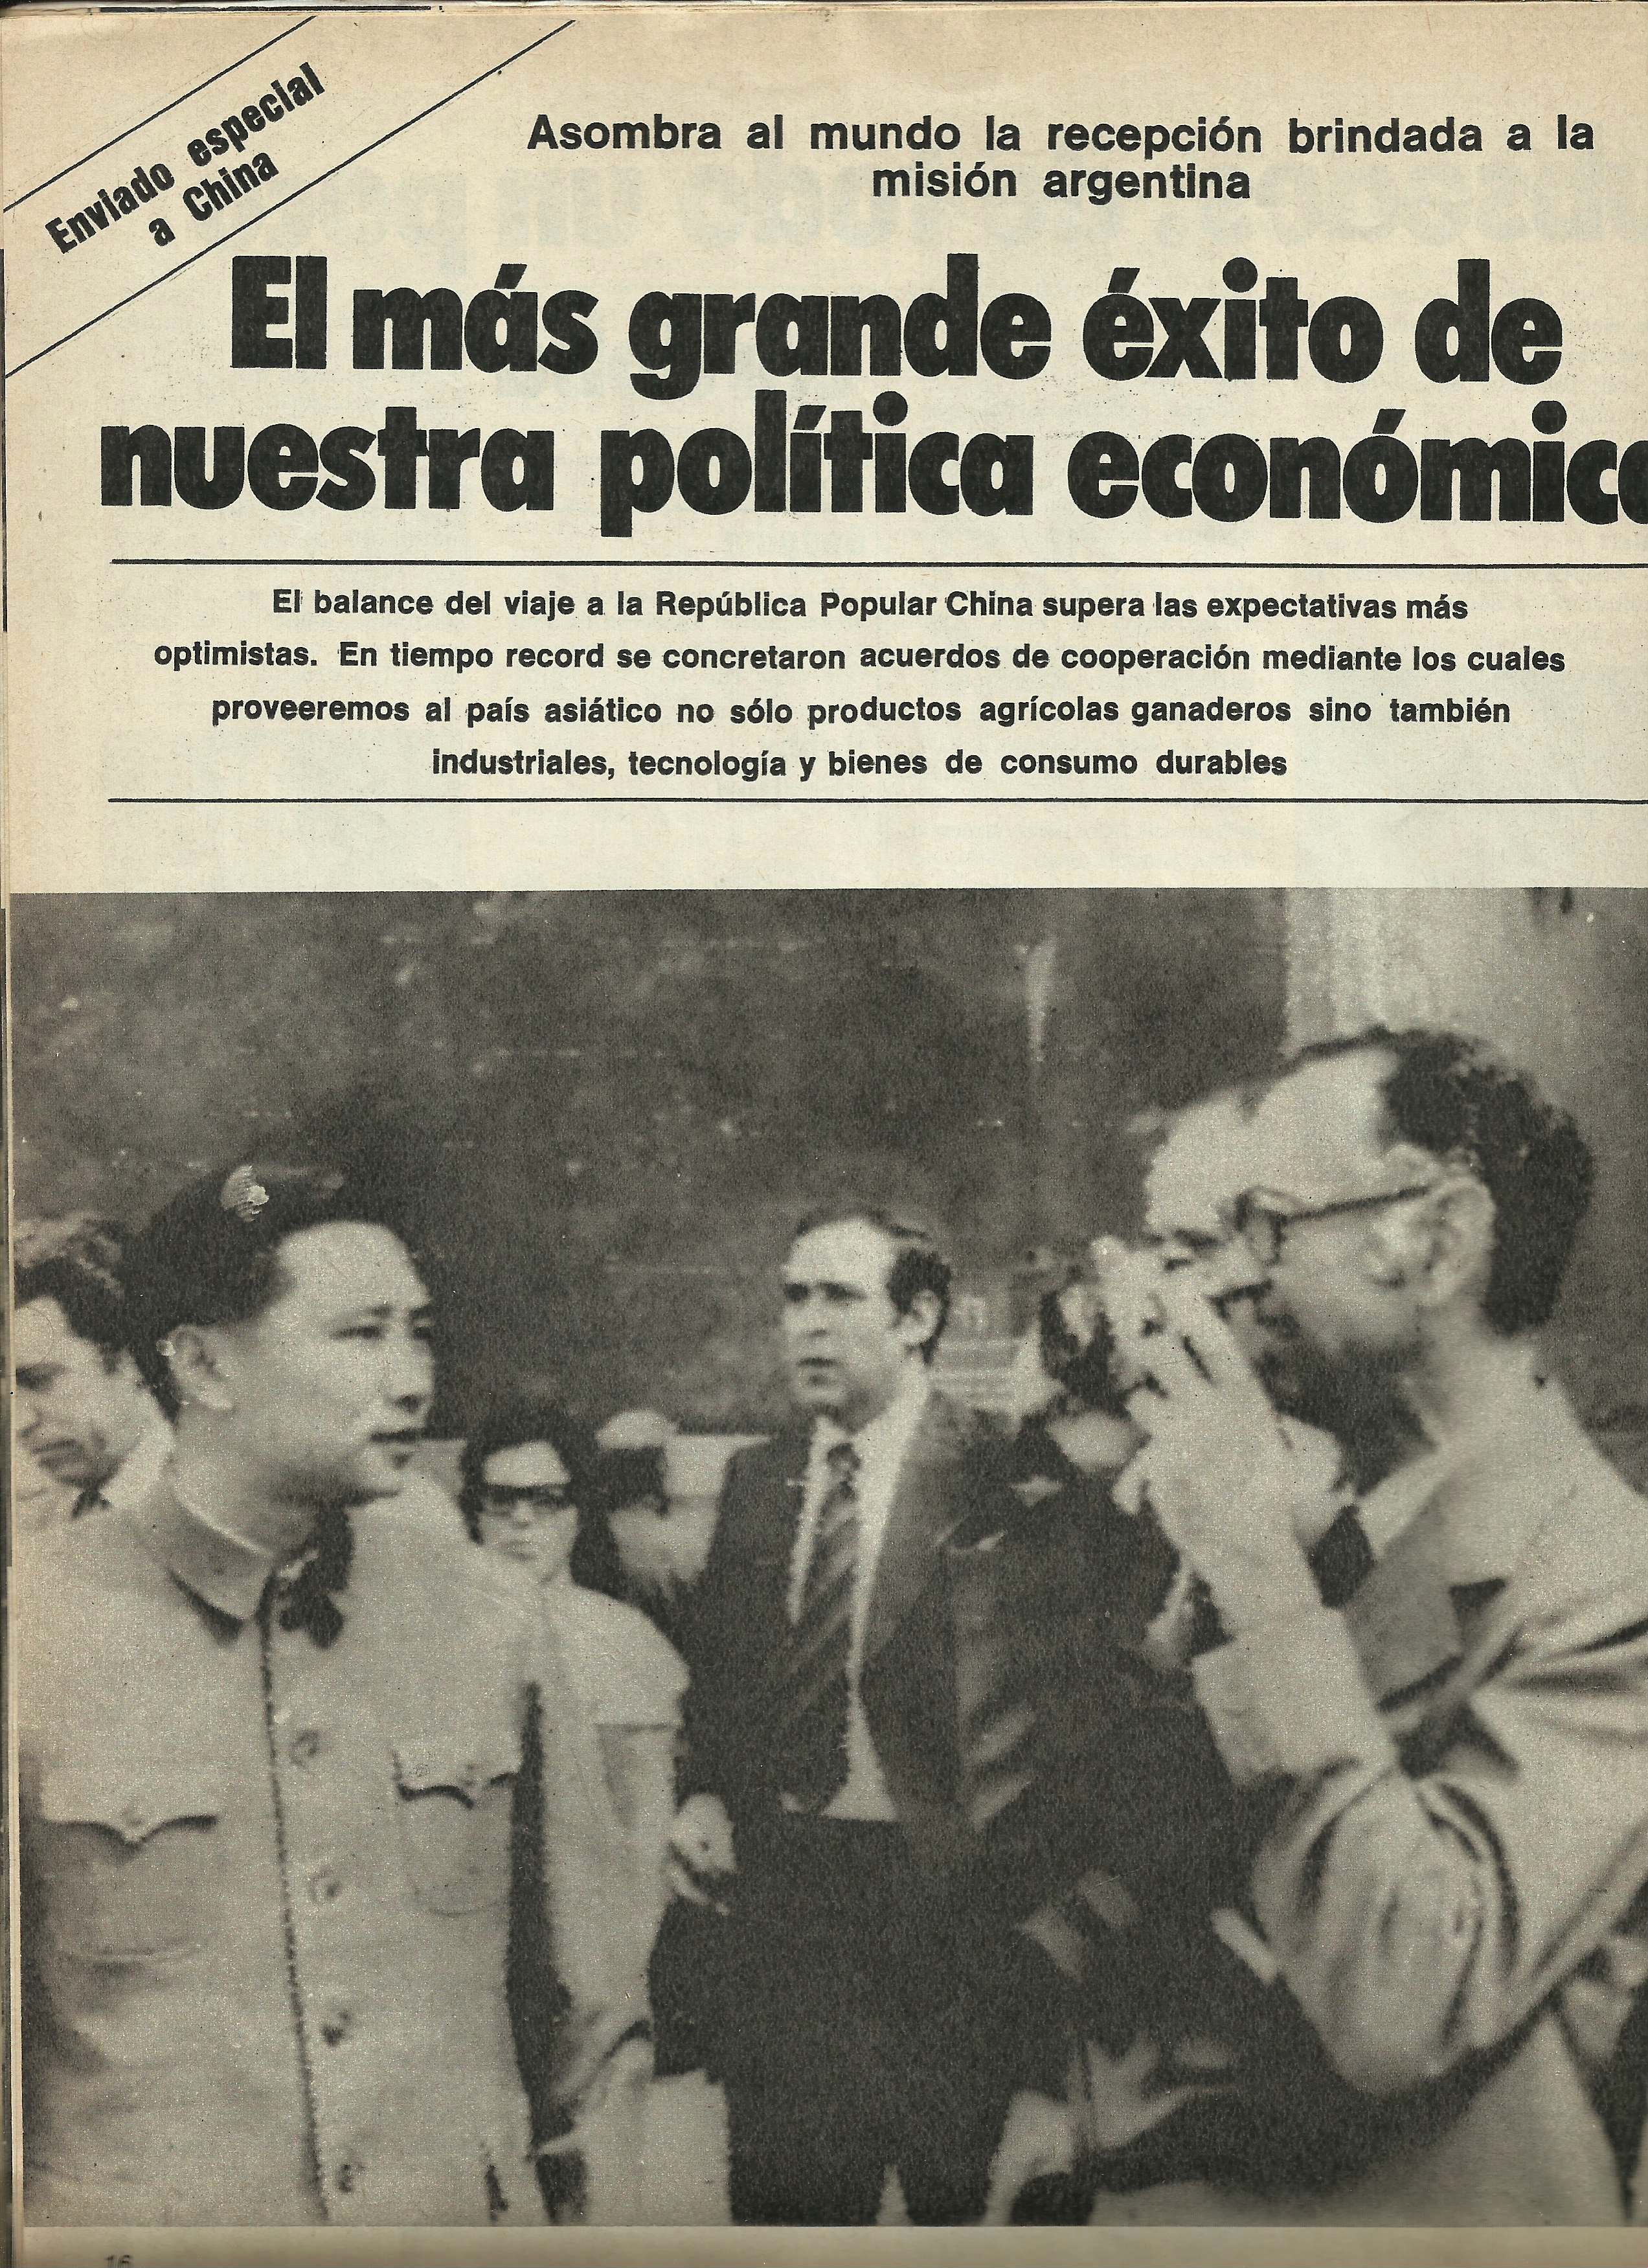 Enviado especial
a China
Asombra al mundo la recepción brindada a la
misión argentina
El más grande éxito de
nuestra política económica
El balance del viaje a la República Popular China supera las expectativas más
optimistas. En tiempo record se concretaron acuerdos de cooperación mediante los cuales
proveeremos al país asiático no sólo productos agrícolas ganaderos sino también
industriales, tecnología y bienes de consumo durables
16